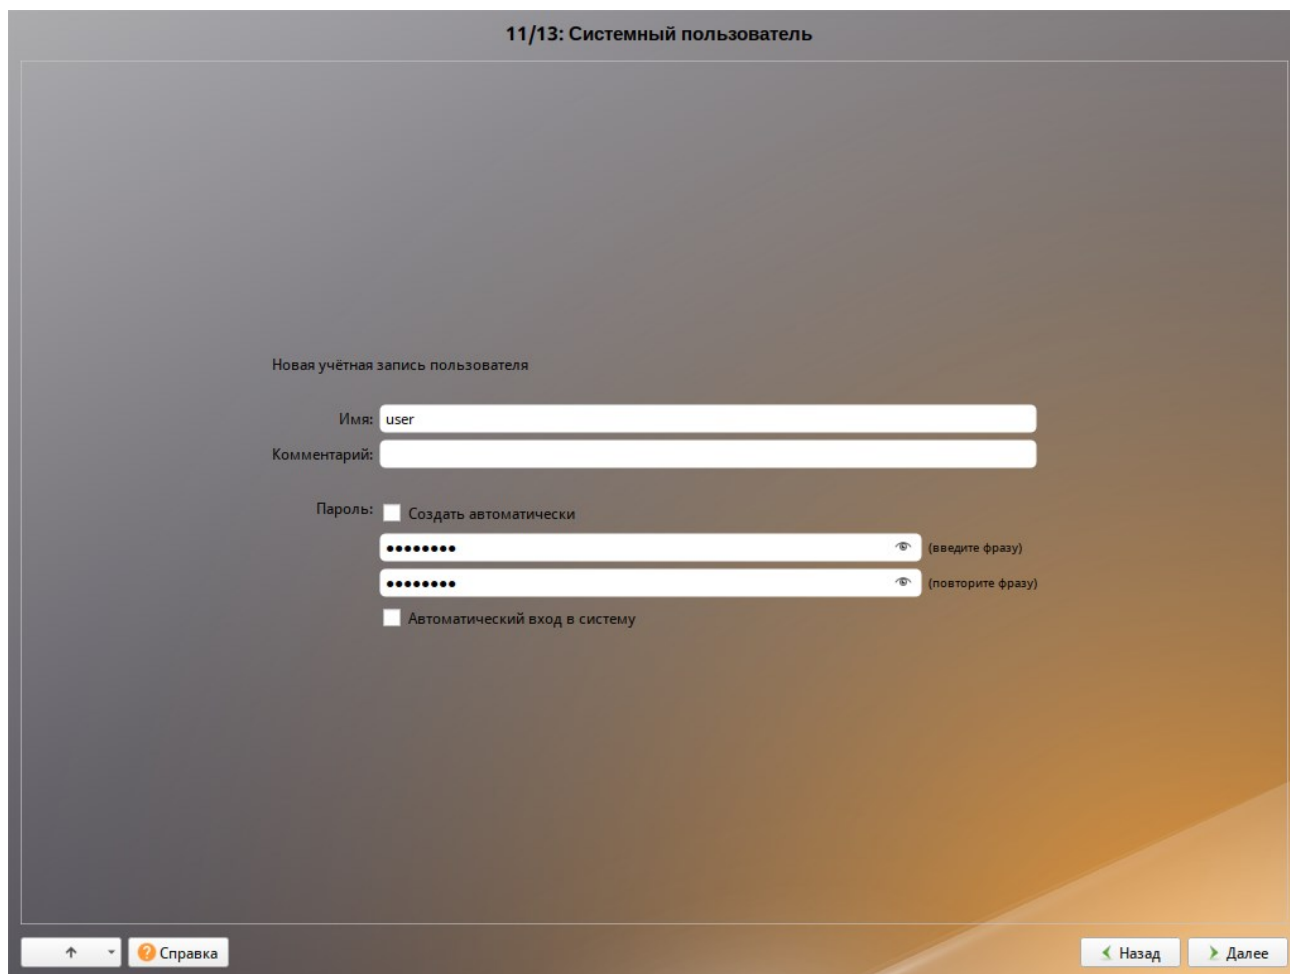 11/13: Системный пользователь
Новая учётная запись пользователя
Имя: user
Комментарий:
Пароль: Создать автоматически
•••••••• (введите фразу)
•••••••• (повторите фразу)
Автоматический вход в систему
Справка Назад Далее